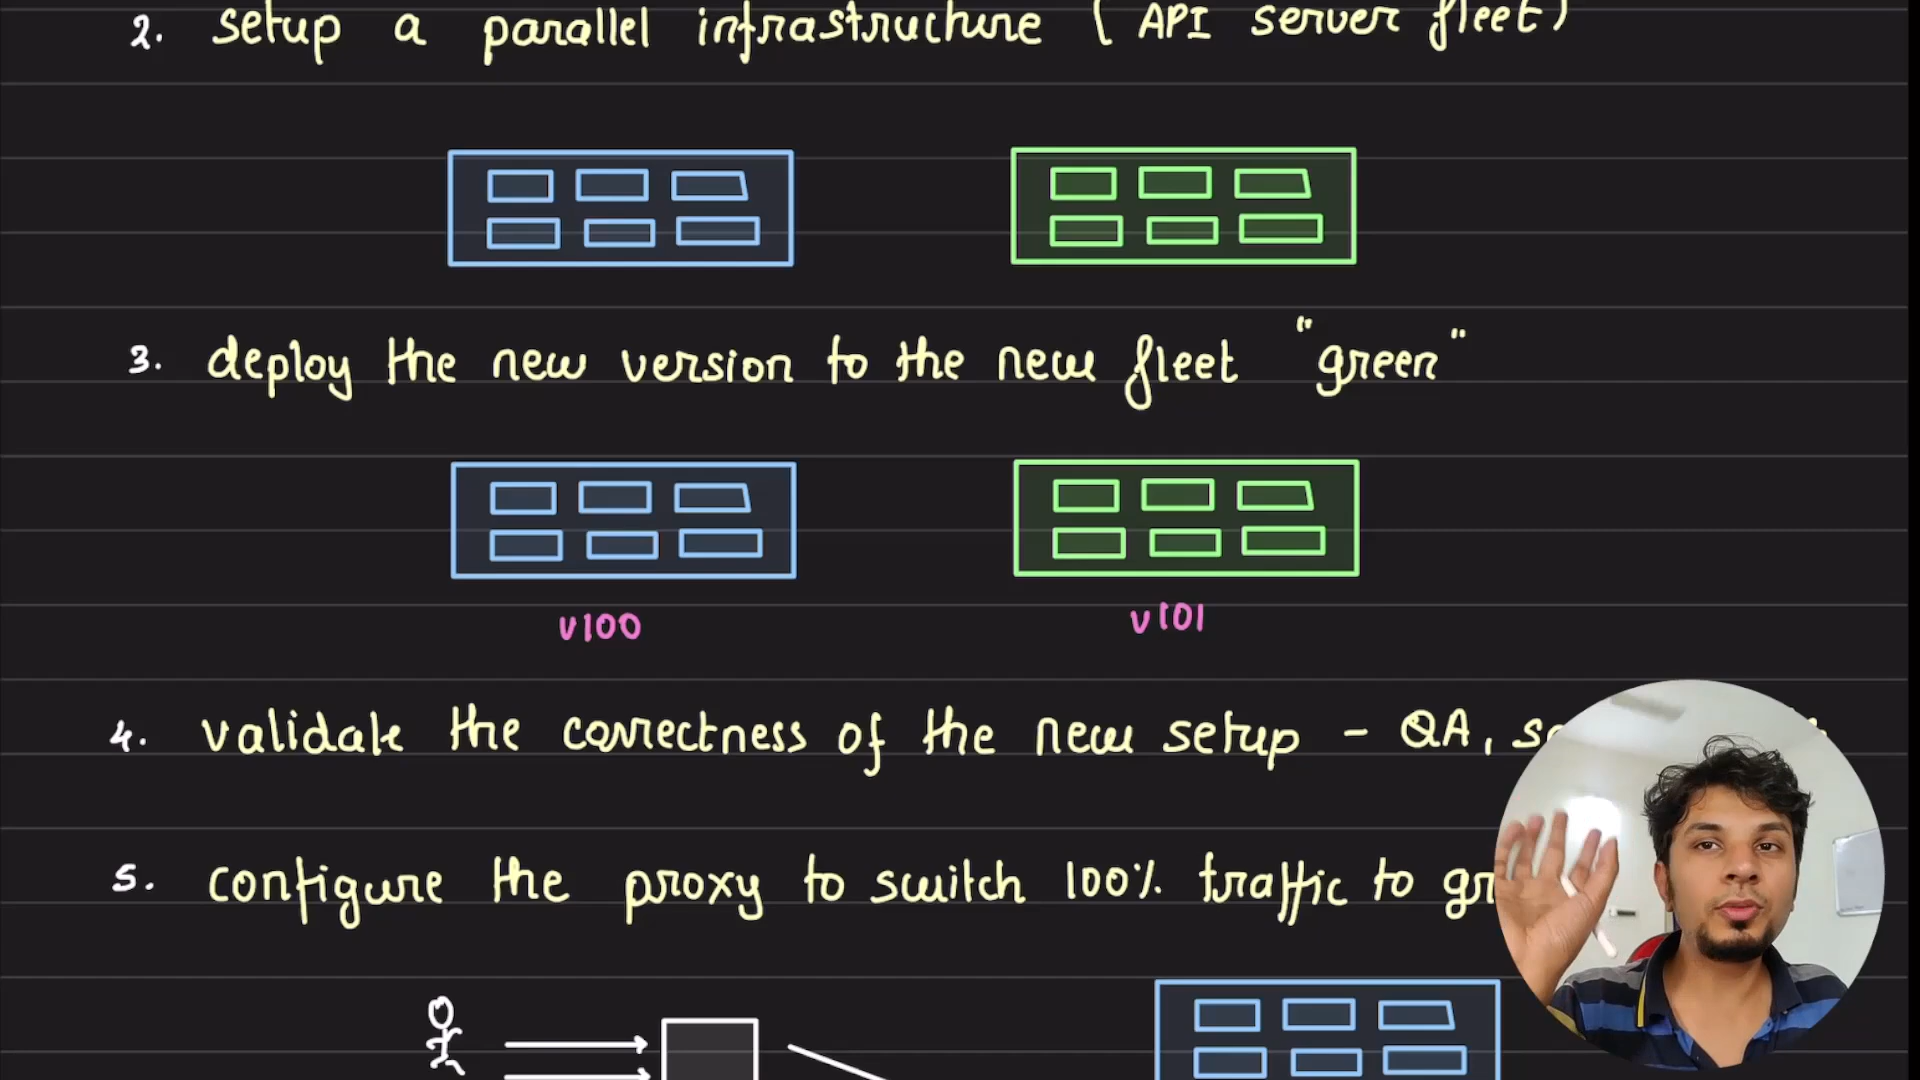 2. setup a parallel infrastructure ( API server fleet )
3. deploy the new version to the new fleet "green"
v100 v101
4. validate the correctness of the new setup - QA,
5. configure the proxy to switch 100% traffic to